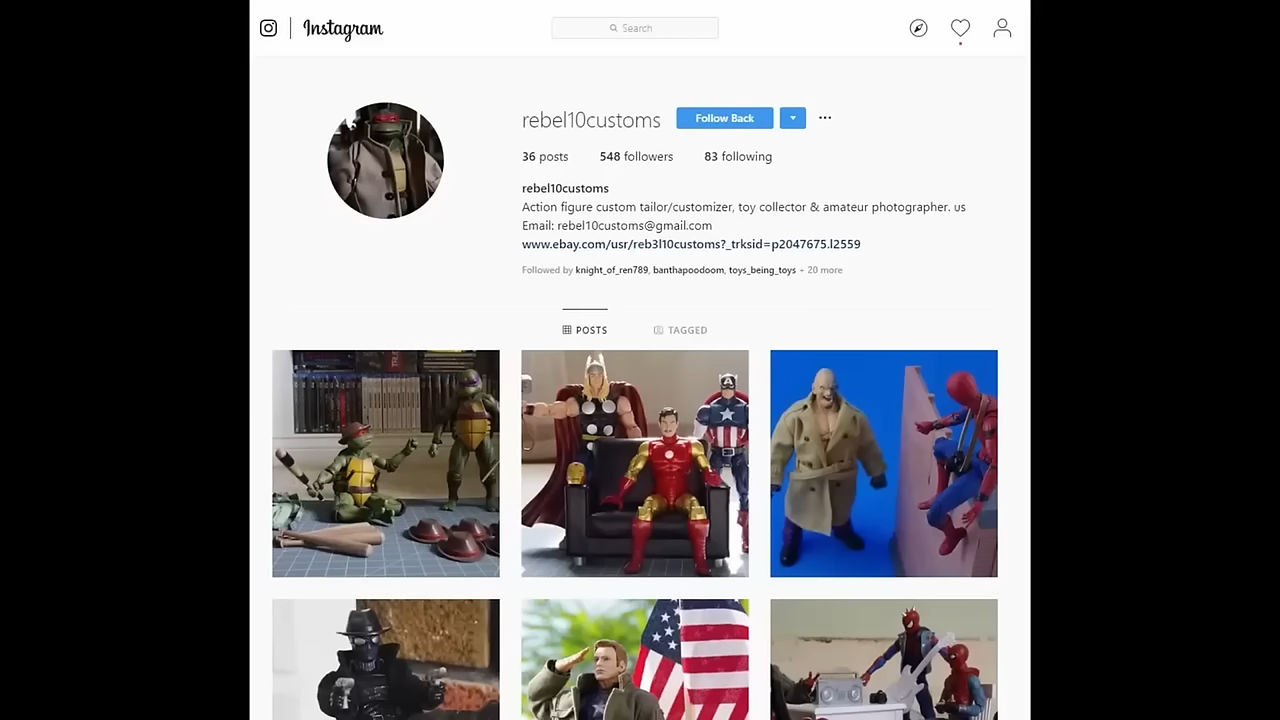 Instagram
Search
rebel10customs
Follow Back
36 posts
548 followers
83 following
rebel10customs
Action figure custom tailor/customizer, toy collector & amateur photographer. us
Email: rebel10customs@gmail.com
www.ebay.com/usr/reb3l10customs?_trksid=p2047675.l2559
Followed by knight_of_ren789, banthapoodoom, toys_being_toys + 20 more
POSTS
TAGGED